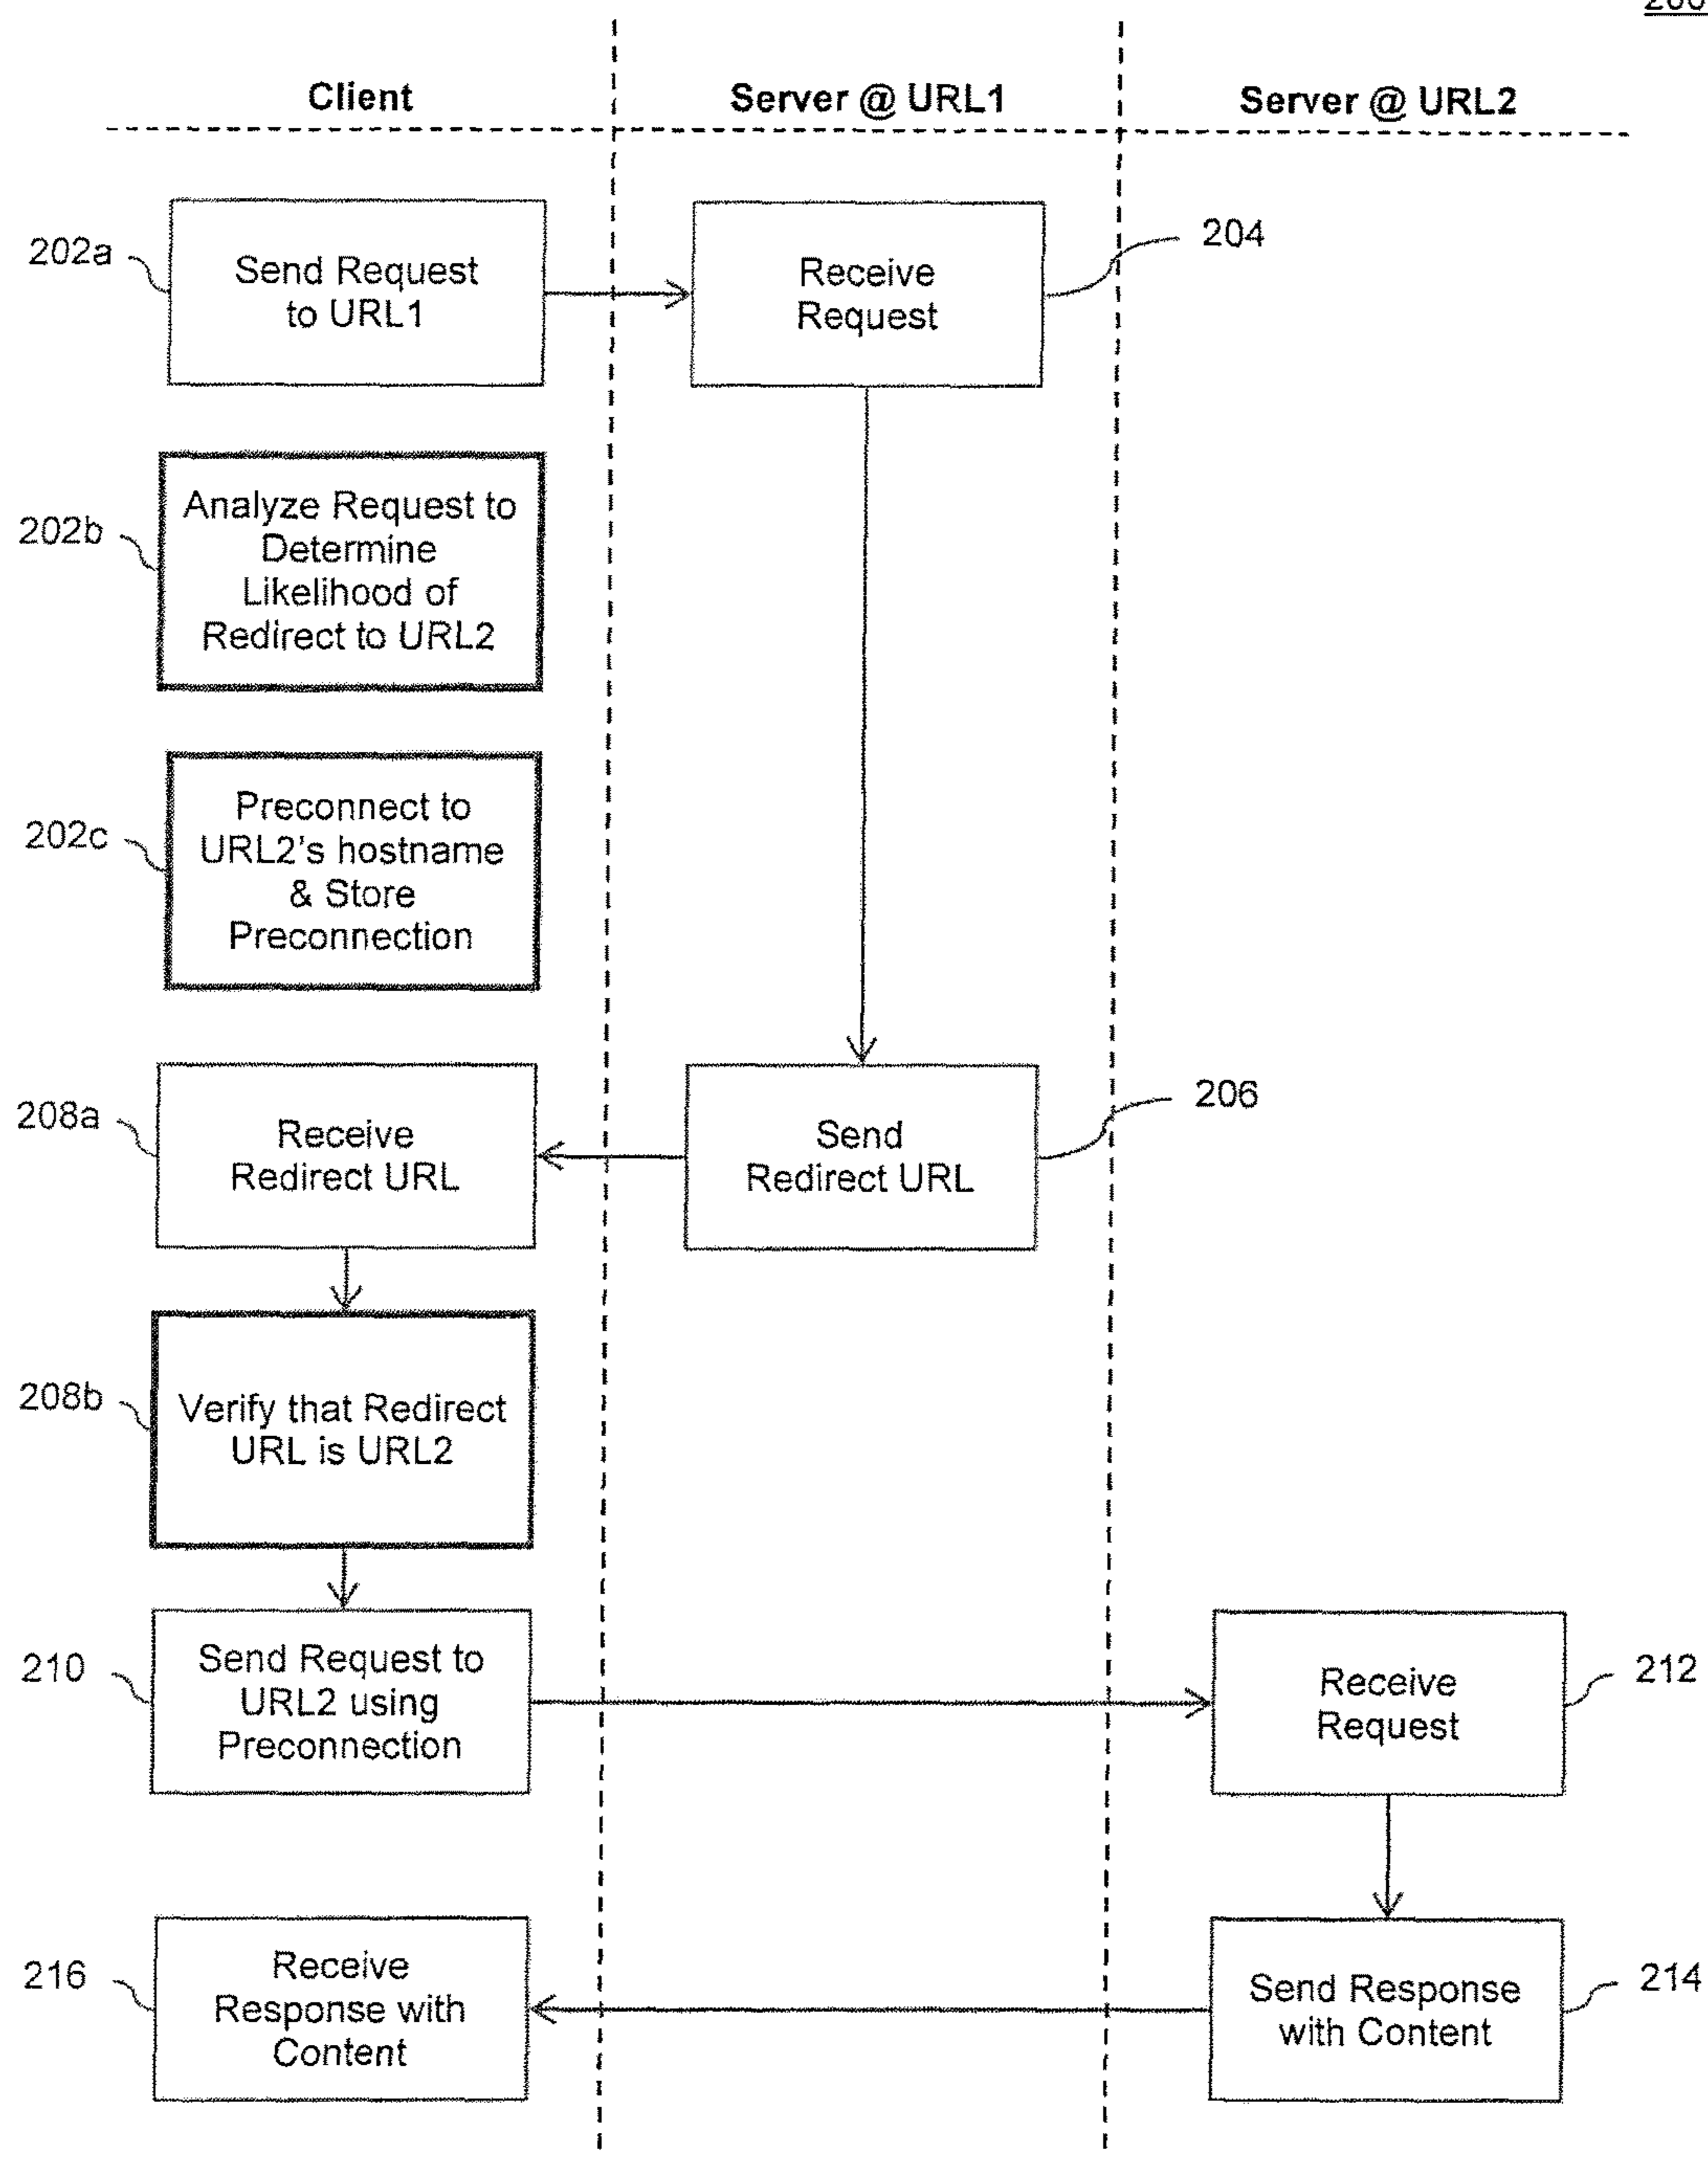 Client
Server @ URL1
Server @ URL2
202a
Send Request
to URL1
Receive
Request
204
202b
Analyze Request to
Determine
Likelihood of
Redirect to URL2
202c
Preconnect to
URL2's hostname
& Store
Preconnection
208a
Receive
Redirect URL
Send
Redirect URL
206
208b
Verify that Redirect
URL is URL2
210
Send Request to
URL2 using
Preconnection
Receive
Request
212
216
Receive
Response with
Content
Send Response
with Content
214